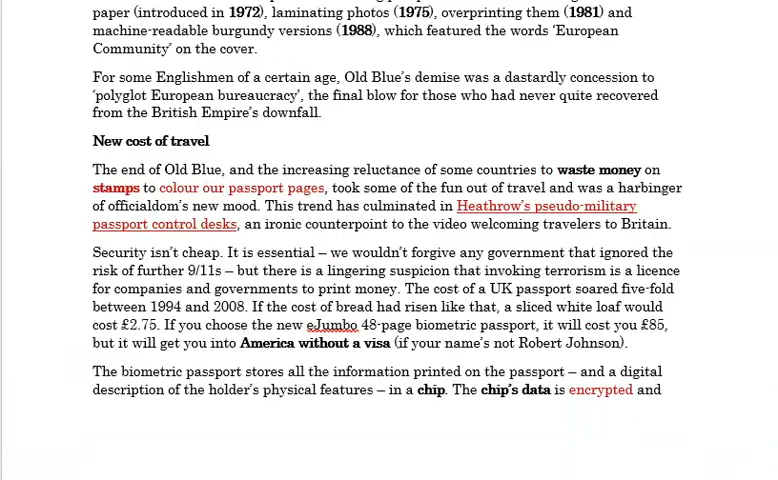 paper (introduced in 1972), laminating photos (1975), overprinting them (1981) and
machine-readable burgundy versions (1988), which featured the words ‘European
Community’ on the cover.
For some Englishmen of a certain age, Old Blue’s demise was a dastardly concession to
‘polyglot European bureaucracy’, the final blow for those who had never quite recovered
from the British Empire’s downfall.
New cost of travel
The end of Old Blue, and the increasing reluctance of some countries to waste money on
stamps to colour our passport pages, took some of the fun out of travel and was a harbinger
of officialdom’s new mood. This trend has culminated in Heathrow’s pseudo-military
passport control desks, an ironic counterpoint to the video welcoming travelers to Britain.
Security isn’t cheap. It is essential – we wouldn’t forgive any government that ignored the
risk of further 9/11s – but there is a lingering suspicion that invoking terrorism is a licence
for companies and governments to print money. The cost of a UK passport soared five-fold
between 1994 and 2008. If the cost of bread had risen like that, a sliced white loaf would
cost £2.75. If you choose the new eJumbo 48-page biometric passport, it will cost you £85,
but it will get you into America without a visa (if your name’s not Robert Johnson).
The biometric passport stores all the information printed on the passport – and a digital
description of the holder’s physical features – in a chip. The chip’s data is encrypted and